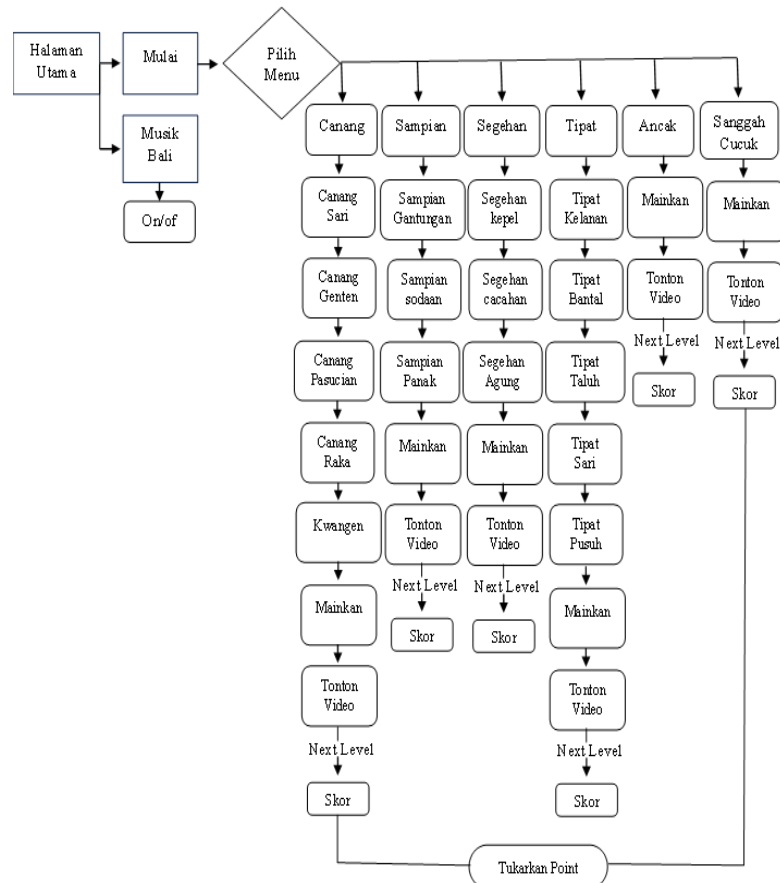 Halaman
Utama
Mulai
Pilih
Menu
Musik
Bali
On/of
Canang
Canang
Sari
Canang
Genten
Canang
Pasucian
Canang
Raka
Kwangen
Mainkan
Tonton
Video
Next Level
Skor
Sampian
Sampian
Gantungan
Sampian
sodaan
Sampian
Panak
Mainkan
Tonton
Video
Next Level
Skor
Segehan
Segehan
kepel
Segehan
cacahan
Segehan
Agung
Mainkan
Tonton
Video
Next Level
Skor
Tipat
Tipat
Kelanan
Tipat
Bantal
Tipat
Taluh
Tipat
Sari
Tipat
Pusuh
Mainkan
Tonton
Video
Next Level
Skor
Ancak
Mainkan
Tonton
Video
Next Level
Skor
Sanggah
Cucuk
Mainkan
Tonton
Video
Next Level
Skor
Tukarkan Point